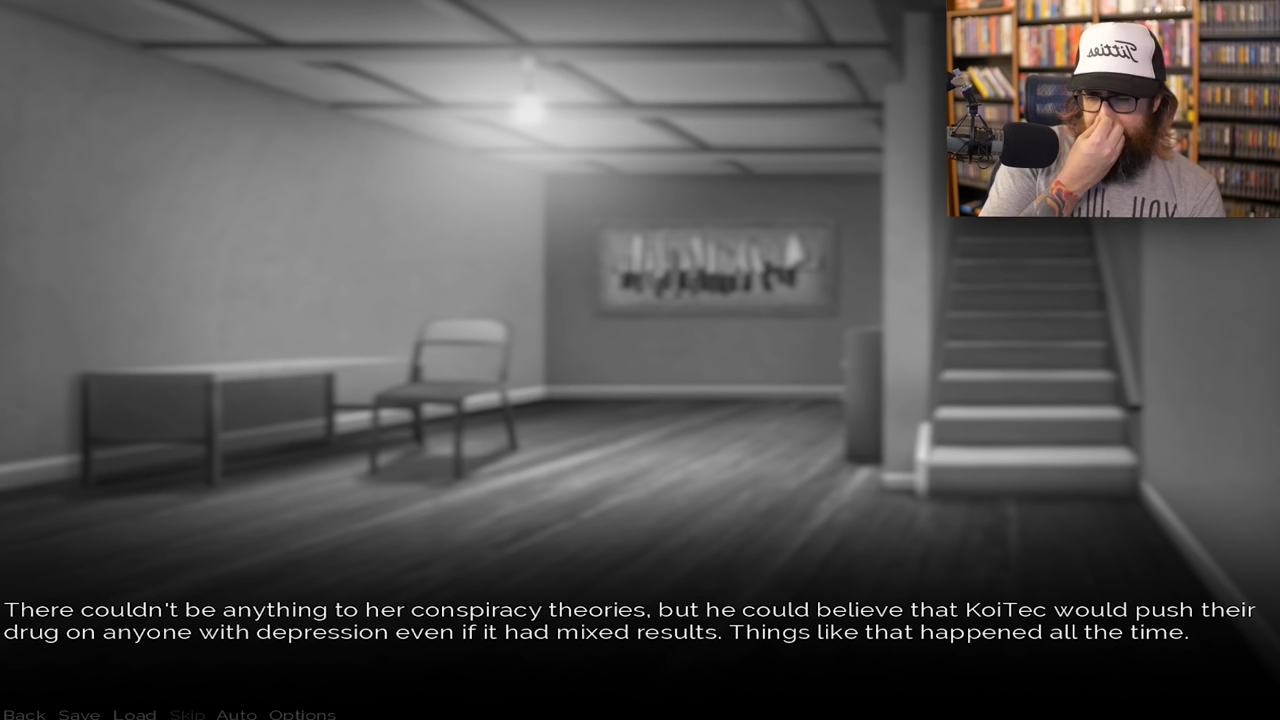 Titties
There couldn't be anything to her conspiracy theories, but he could believe that KoiTec would push their
drug on anyone with depression even if it had mixed results. Things like that happened all the time.
Back Save Load Skip Auto Options